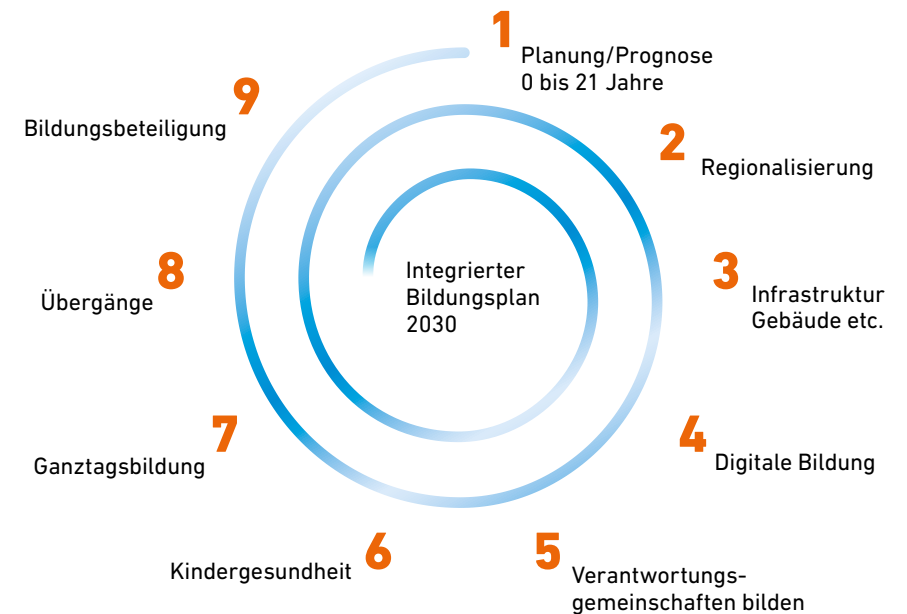 1
Planung/Prognose
0 bis 21 Jahre
2
Regionalisierung
3
Infrastruktur
Gebäude etc.
4
Digitale Bildung
5
Verantwortungs-
gemeinschaften bilden
6
Kindergesundheit
7
Ganztagsbildung
8
Übergänge
9
Bildungsbeteiligung
Integrierter
Bildungsplan
2030